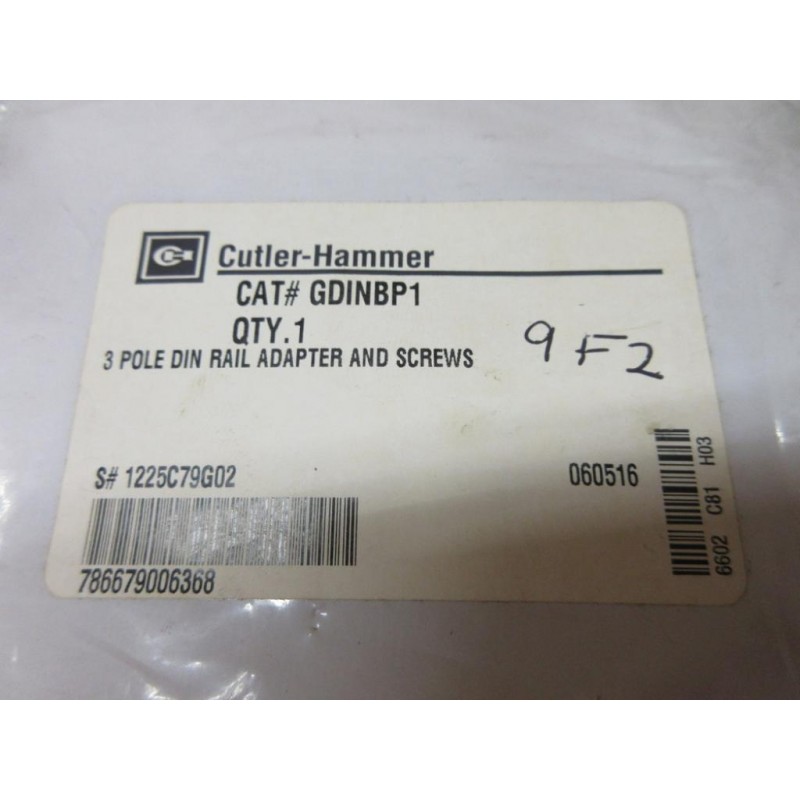 Cutler-Hammer
CAT# GDINBP1
QTY.1
3 POLE DIN RAIL ADAPTER AND SCREWS
9F2
S# 1225C79G02
060516
786679006368
6602 C81 H03